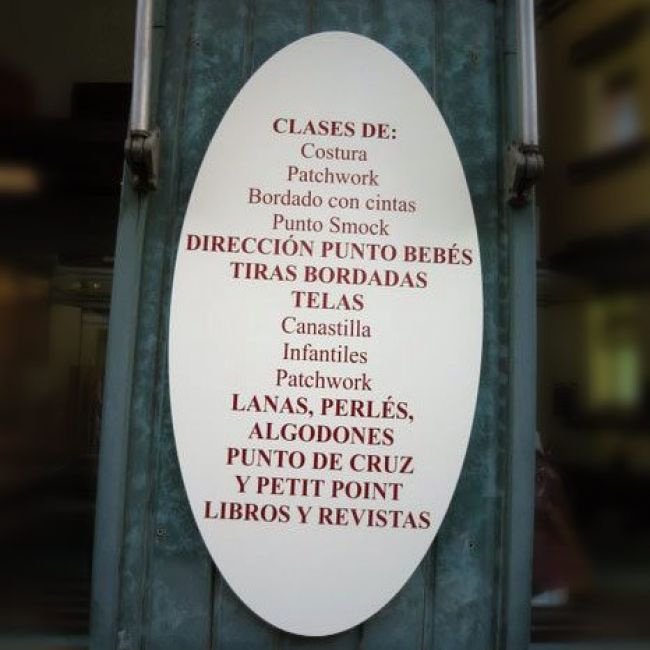 CLASES DE:
Costura
Patchwork
Bordado con cintas
Punto Smock
DIRECCIÓN PUNTO BEBÉS
TIRAS BORDADAS
TELAS
Canastilla
Infantiles
Patchwork
LANAS, PERLÉS,
ALGODONES
PUNTO DE CRUZ
Y PETIT POINT
LIBROS Y REVISTAS